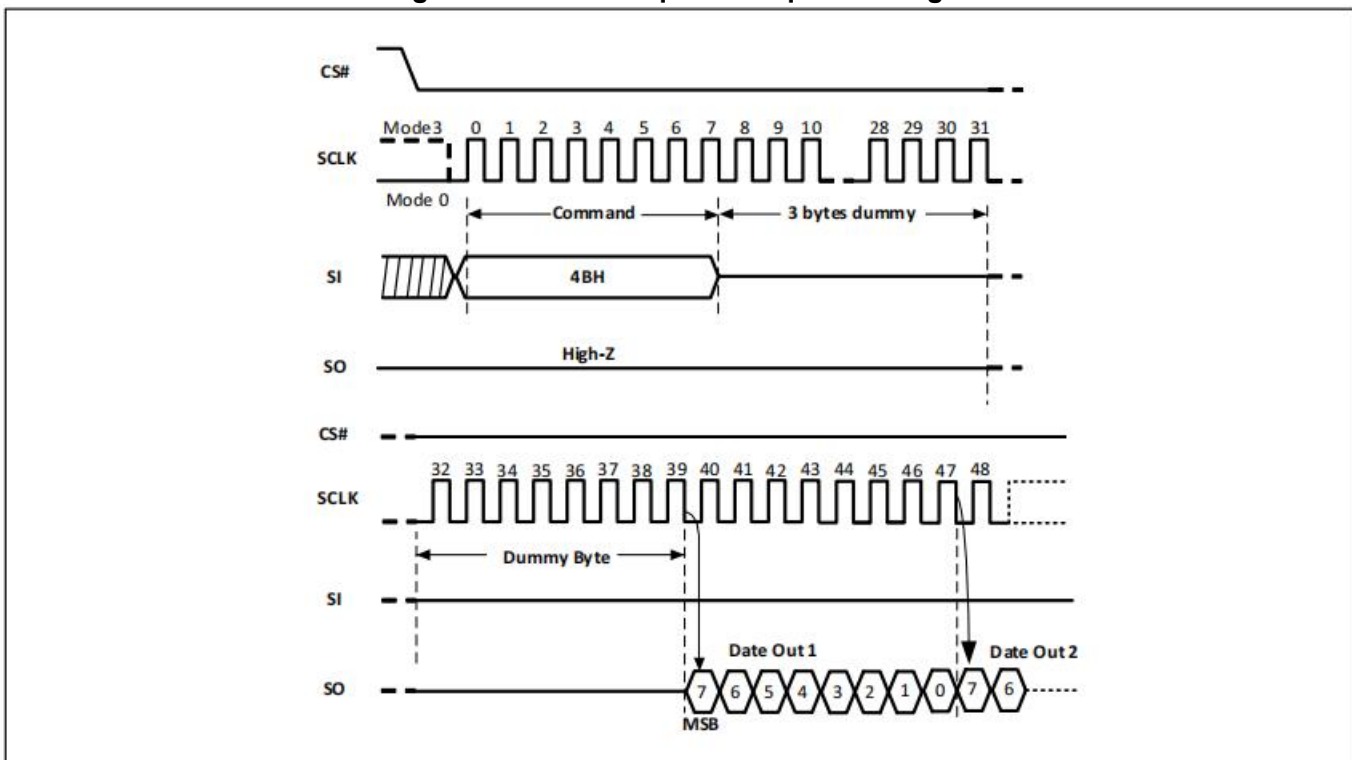 CS#
Mode3 0 1 2 3 4 5 6 7 8 9 10 28 29 30 31
SCLK
Mode 0
Command 3 bytes dummy
SI 4BH
High-Z
SO
CS#
32 33 34 35 36 37 38 39 40 41 42 43 44 45 46 47 48
SCLK
Dummy Byte
SI
Date Out 1 Date Out 2
SO 7 6 5 4 3 2 1 0 7 6
MSB